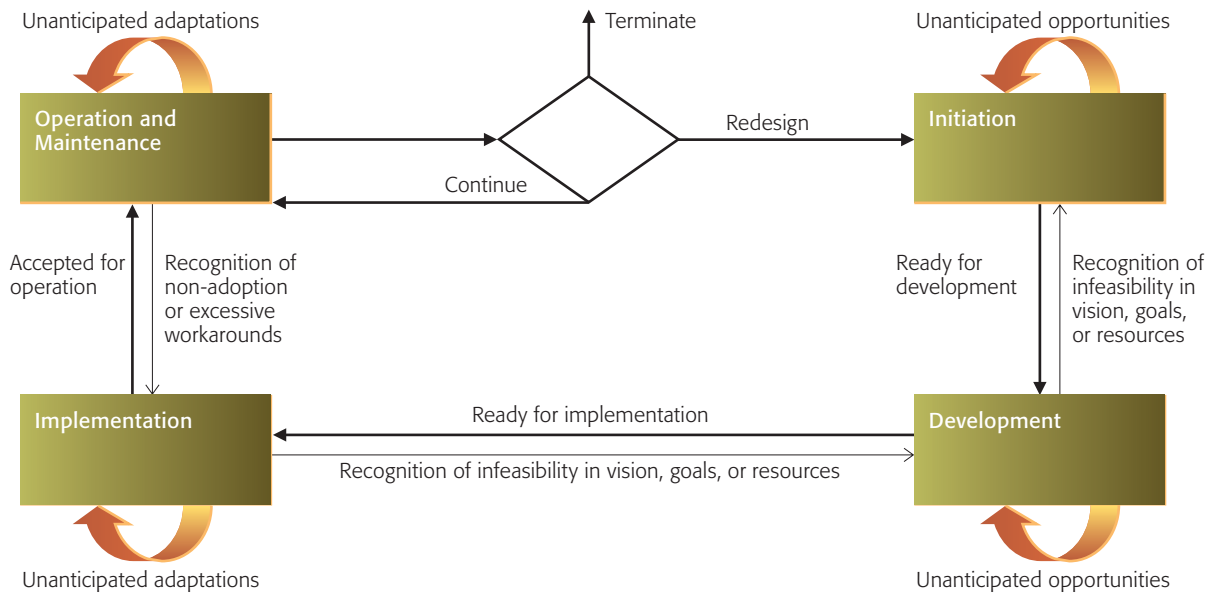 Unanticipated adaptations
Terminate
Unanticipated opportunities
Operation and
Maintenance
Redesign
Initiation
Continue
Accepted for
operation
Recognition of
non-adoption
or excessive
workarounds
Ready for
development
Recognition of
infeasibility in
vision, goals,
or resources
Implementation
Ready for implementation
Development
Recognition of infeasibility in vision, goals, or resources
Unanticipated adaptations
Unanticipated opportunities